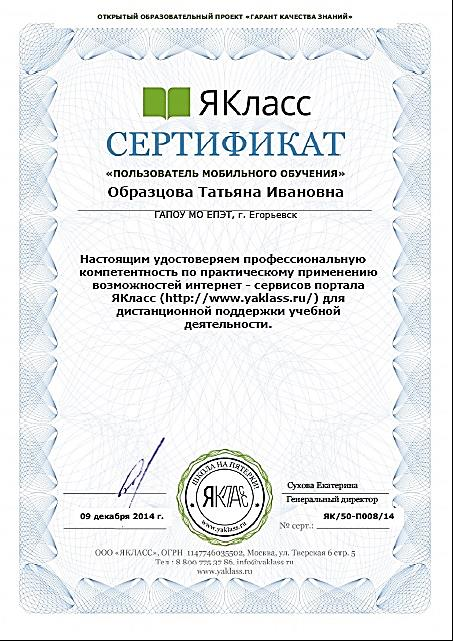 ОТКРЫТЫЙ ОБРАЗОВАТЕЛЬНЫЙ ПРОЕКТ «ГАРАНТ КАЧЕСТВА ЗНАНИЙ»
ЯКласс
СЕРТИФИКАТ
«ПОЛЬЗОВАТЕЛЬ МОБИЛЬНОГО ОБУЧЕНИЯ»
Образцова Татьяна Ивановна
ГАПОУ МО ЕПЭТ, г. Егорьевск
Настоящим удостоверяем профессиональную
компетентность по практическому применению
возможностей интернет - сервисов портала
ЯКласс (http://www.yaklass.ru/) для
дистанционной поддержки учебной
деятельности.
ШКОЛА НА ПЯТЕРКУ
ЯКласс
www.yaklass.ru
Сухова Екатерина
Генеральный директор
09 декабря 2014 г.
ЯК/50-П008/14
№ серт.:
ООО «ЯКЛАСС», ОГРН 1147746035502, Москва, ул. Тверская 6 стр. 5
Тел : 8 800 775 37 86, info@yaklass.ru
www.yaklass.ru